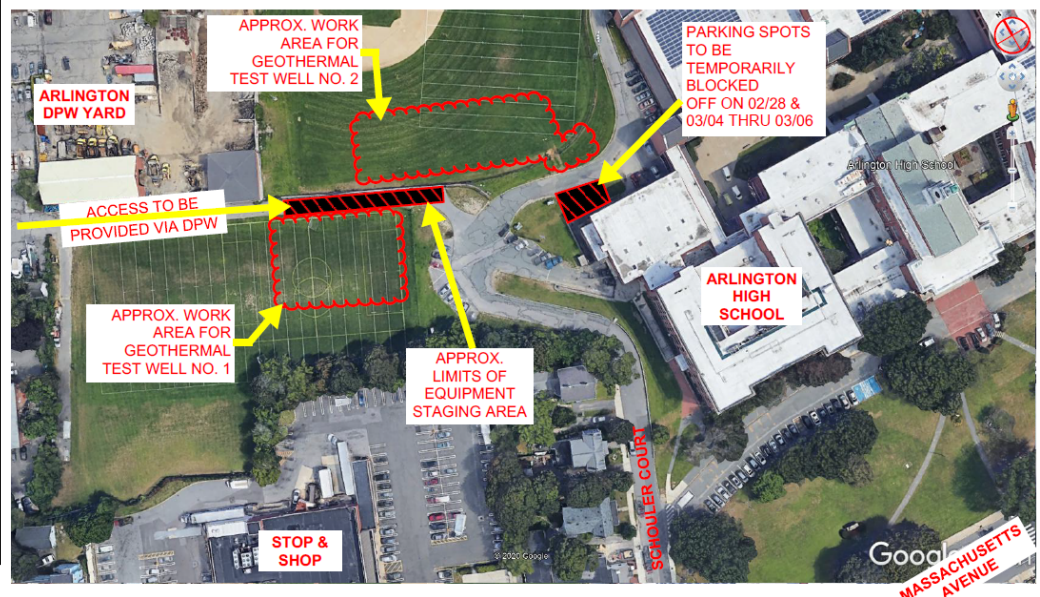 APPROX. WORK
AREA FOR
GEOTHERMAL
TEST WELL NO. 2
PARKING SPOTS
TO BE
TEMPORARILY
BLOCKED
OFF ON 02/28 &
03/04 THRU 03/06
N
ARLINGTON
DPW YARD
Arlington High School
ACCESS TO BE
PROVIDED VIA DPW
ARLINGTON
HIGH
SCHOOL
APPROX. WORK
AREA FOR
GEOTHERMAL
TEST WELL NO. 1
APPROX.
LIMITS OF
EQUIPMENT
STAGING AREA
SCHOULER COURT
STOP &
SHOP
© 2020 Google
Google
MASSACHUSETTS
AVENUE